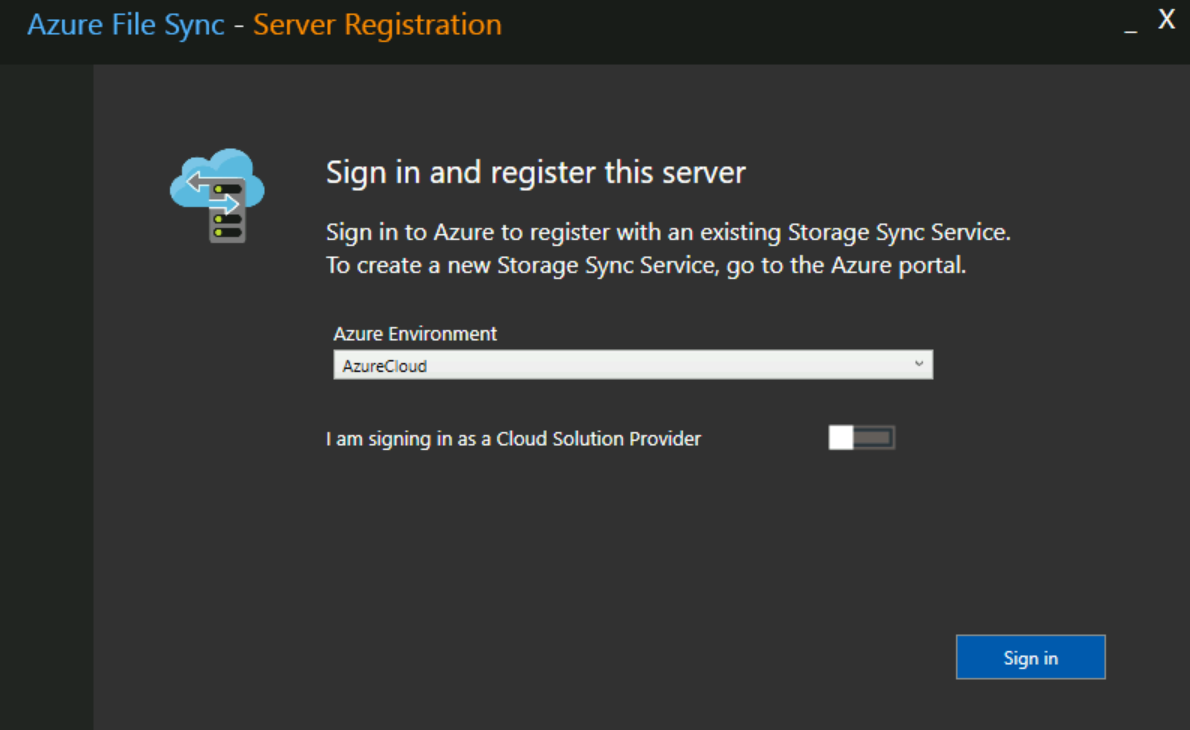 Azure File Sync - Server Registration
_ X
Sign in and register this server
Sign in to Azure to register with an existing Storage Sync Service.
To create a new Storage Sync Service, go to the Azure portal.
Azure Environment
AzureCloud
I am signing in as a Cloud Solution Provider
Sign in